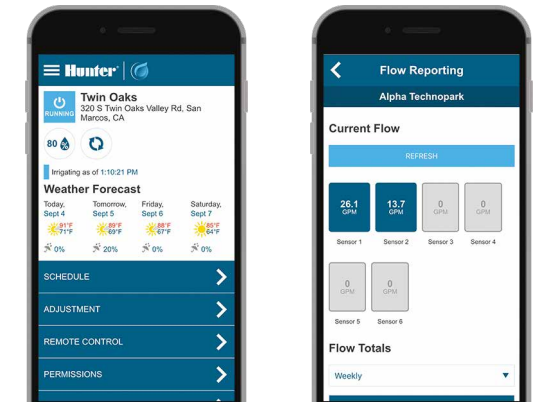 Hunter
Twin Oaks
320 S Twin Oaks Valley Rd, San
Marcos, CA
RUNNING
80 %
Irrigating as of 1:10:21 PM
Weather Forecast
Today, Tomorrow, Friday, Saturday,
Sept 4 Sept 5 Sept 6 Sept 7
91°F 89°F 88°F 85°F
71°F 69°F 67°F 64°F
0% 20% 0% 0%
SCHEDULE
ADJUSTMENT
REMOTE CONTROL
PERMISSIONS
Flow Reporting
Alpha Technopark
Current Flow
REFRESH
26.1 13.7 0 0
GPM GPM GPM GPM
Sensor 1 Sensor 2 Sensor 3 Sensor 4
0 0
GPM GPM
Sensor 5 Sensor 6
Flow Totals
Weekly